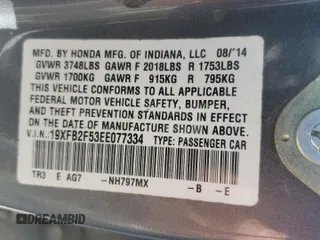 MFD. BY HONDA MFG. OF INDIANA, LLC 08/'14
GVWR 3748LBS GAWR F 2018LBS R 1753LBS
GVWR 1700KG GAWR F 915KG R 795KG
THIS VEHICLE CONFORMS TO ALL APPLICABLE
FEDERAL MOTOR VEHICLE SAFETY, BUMPER,
AND THEFT PREVENTION STANDARDS IN EFFECT
ON THE DATE OF MANUFACTURE SHOWN ABOVE.
V.I.N.: 19XFB2F53EE077334 TYPE: PASSENGER CAR
TR3 E AG7 -NH797MX -B -E
DREAMBID